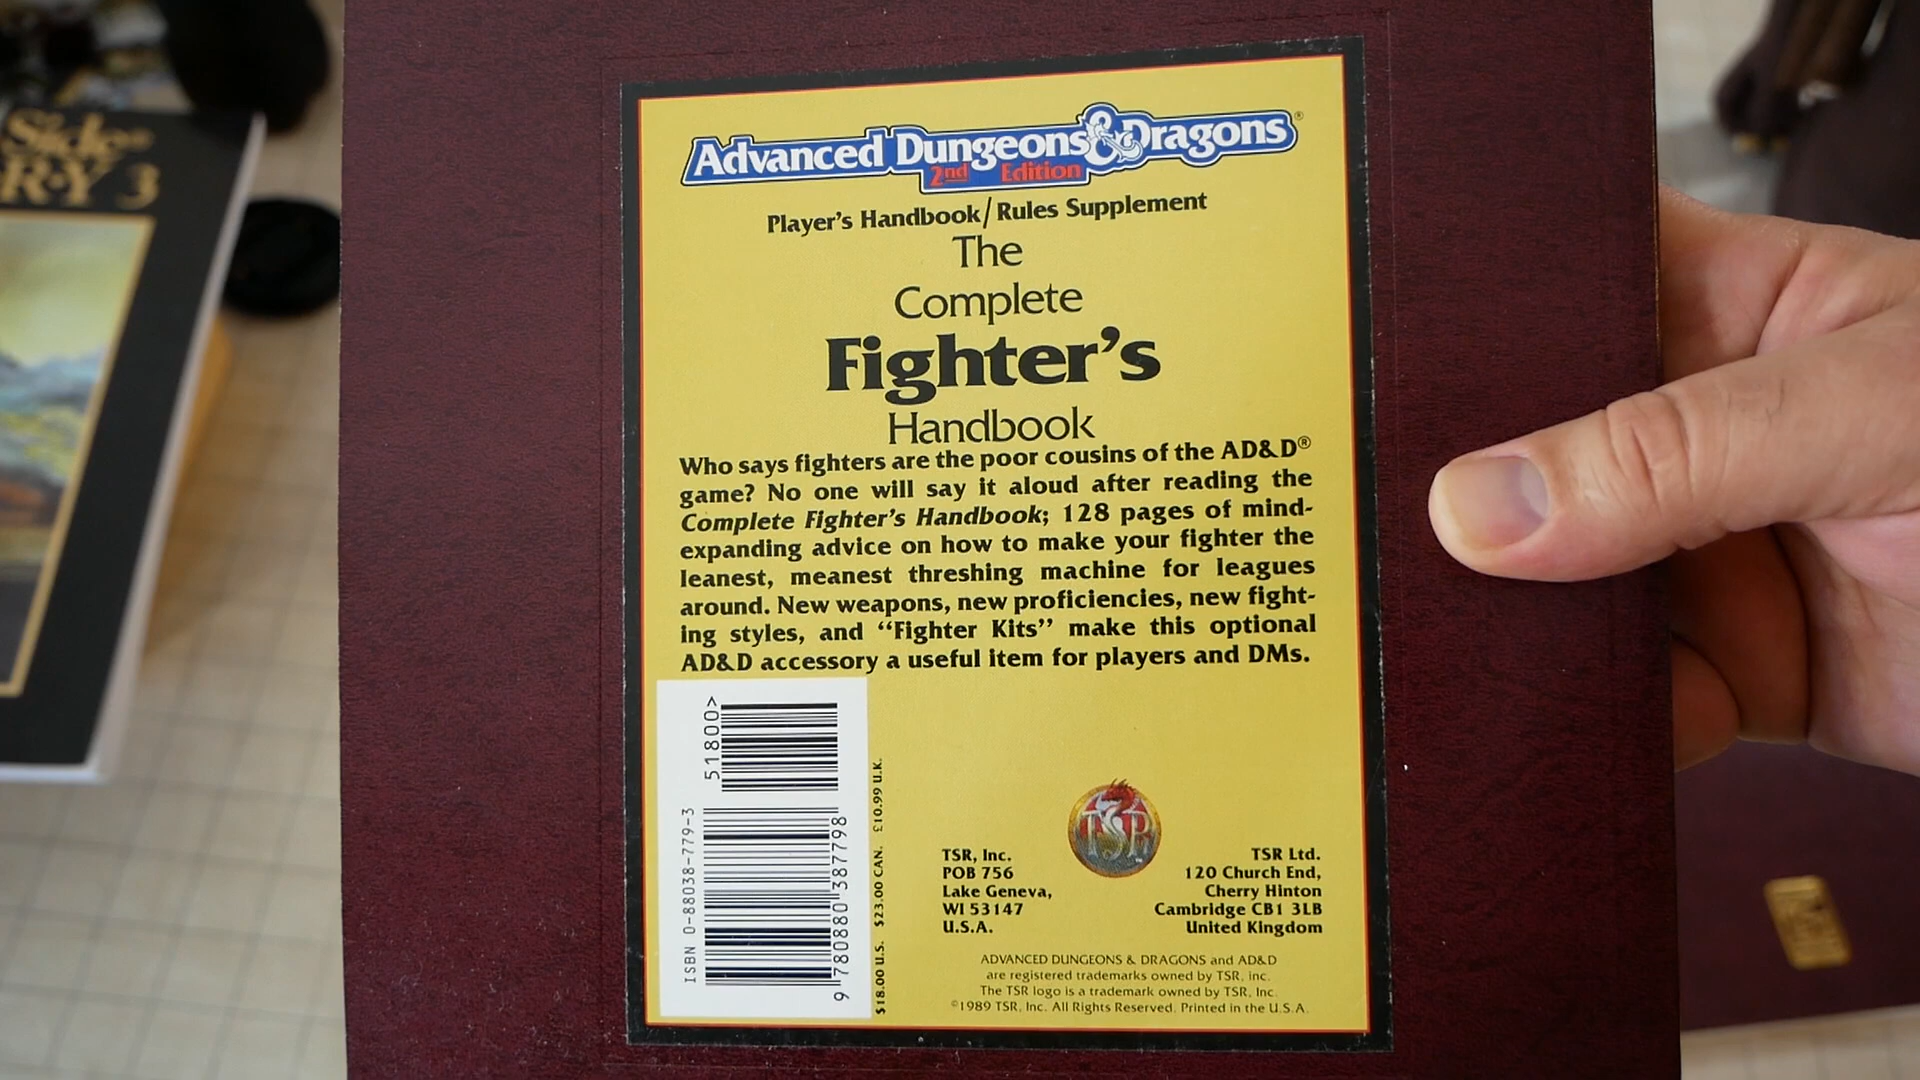 Side
RY 3
Advanced Dungeons & Dragons®
2nd Edition
Player's Handbook/Rules Supplement
The
Complete
Fighter's
Handbook
Who says fighters are the poor cousins of the AD&D®
game? No one will say it aloud after reading the
Complete Fighter's Handbook; 128 pages of mind-
expanding advice on how to make your fighter the
leanest, meanest threshing machine for leagues
around. New weapons, new proficiencies, new fight-
ing styles, and “Fighter Kits” make this optional
AD&D accessory a useful item for players and DMs.
51800>
ISBN 0-88038-779-3
9 780880 387798
$18.00 U.S. $23.00 CAN. £10.99 U.K.
TSR
TSR, Inc.
POB 756
Lake Geneva,
WI 53147
U.S.A.
TSR Ltd.
120 Church End,
Cherry Hinton
Cambridge CB1 3LB
United Kingdom
ADVANCED DUNGEONS & DRAGONS and AD&D
are registered trademarks owned by TSR, Inc.
The TSR logo is a trademark owned by TSR, Inc.
©1989 TSR, Inc. All Rights Reserved. Printed in the U.S.A.